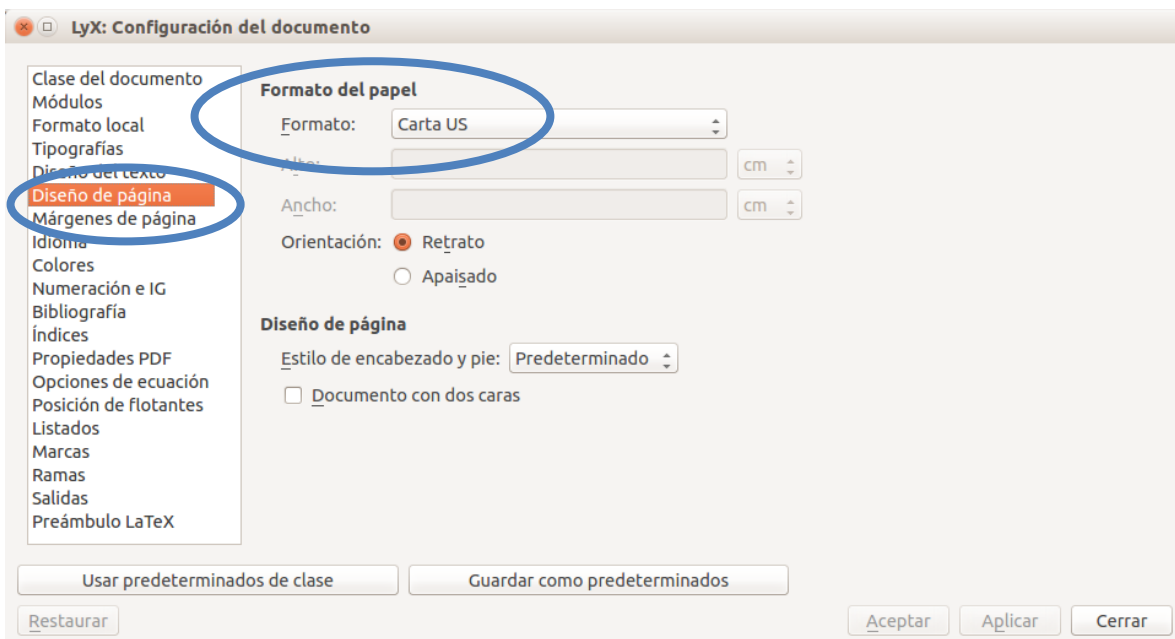 LyX: Configuración del documento
Clase del documento
Módulos
Formato local
Tipografías
Diseño del texto
Diseño de página
Márgenes de página
Idioma
Colores
Numeración e IG
Bibliografía
Índices
Propiedades PDF
Opciones de ecuación
Posición de flotantes
Listados
Marcas
Ramas
Salidas
Preámbulo LaTeX
Formato del papel
Formato: Carta US
Alto: cm
Ancho: cm
Orientación: Retrato
Apaisado
Diseño de página
Estilo de encabezado y pie: Predeterminado
Documento con dos caras
Usar predeterminados de clase Guardar como predeterminados
Restaurar Aceptar Aplicar Cerrar